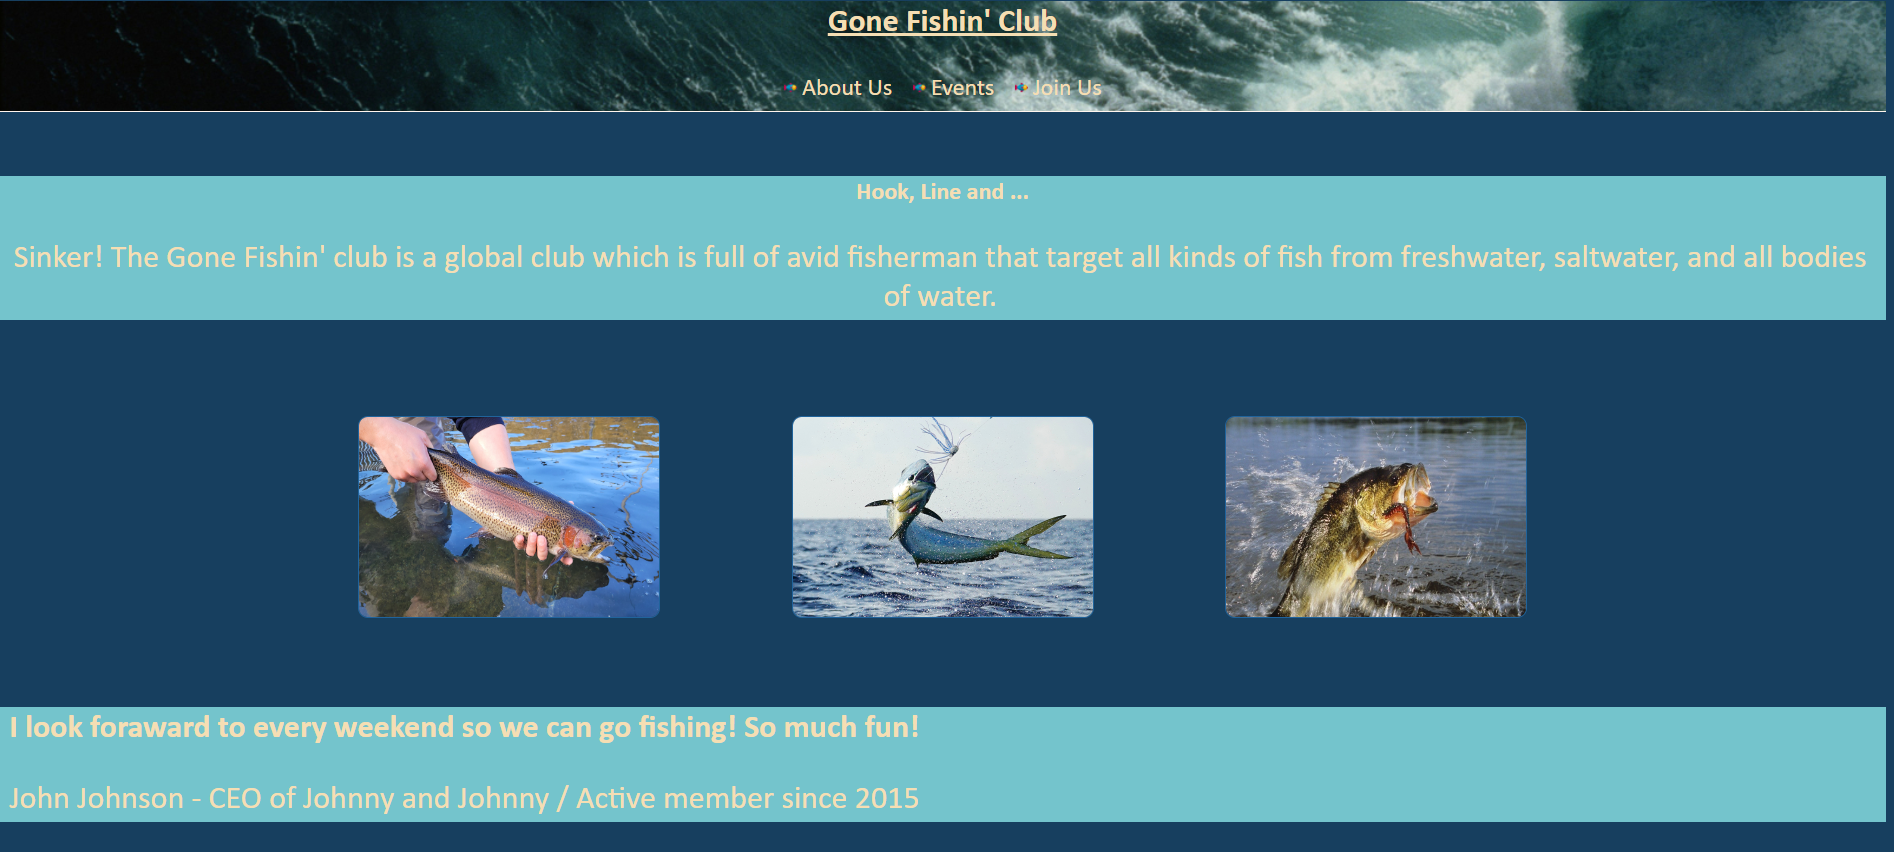 Gone Fishin' Club
About Us Events Join Us
Hook, Line and ...
Sinker! The Gone Fishin' club is a global club which is full of avid fisherman that target all kinds of fish from freshwater, saltwater, and all bodies
of water.
I look foraward to every weekend so we can go fishing! So much fun!
John Johnson - CEO of Johnny and Johnny / Active member since 2015